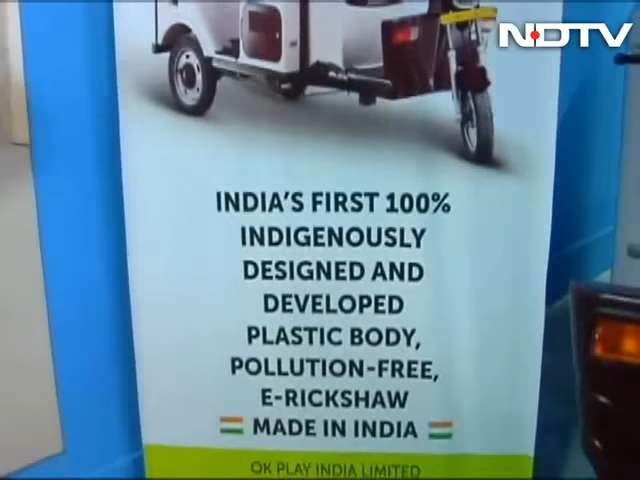 NDTV
INDIA'S FIRST 100%
INDIGENOUSLY
DESIGNED AND
DEVELOPED
PLASTIC BODY,
POLLUTION-FREE,
E-RICKSHAW
MADE IN INDIA
OK PLAY INDIA LIMITED